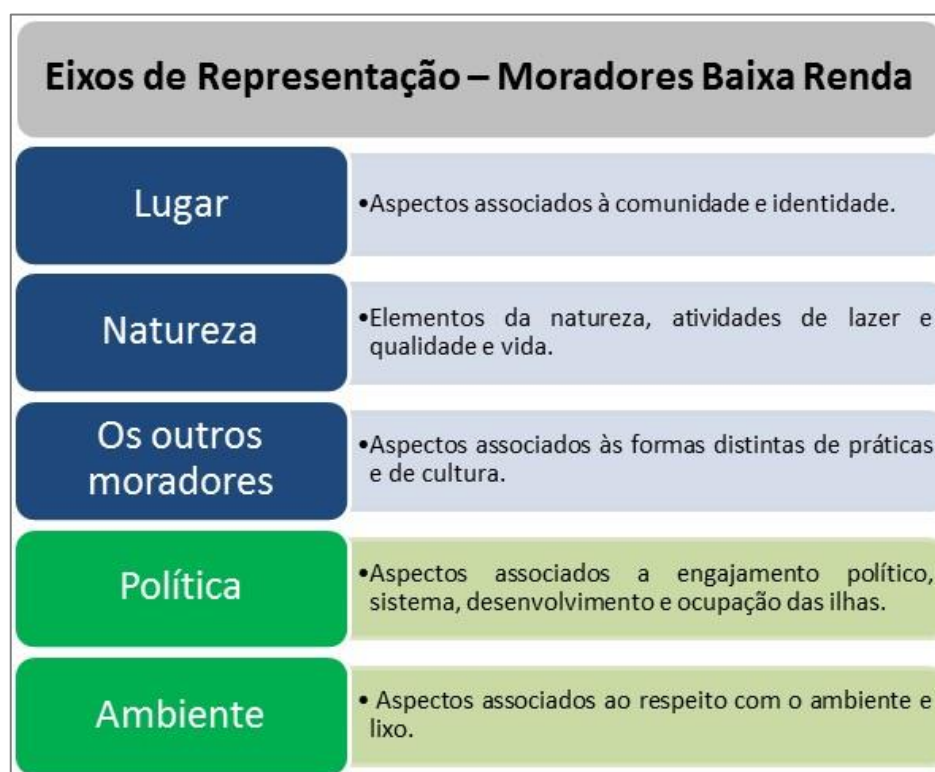 Eixos de Representação – Moradores Baixa Renda
Lugar
•Aspectos associados à comunidade e identidade.
Natureza
•Elementos da natureza, atividades de lazer e
qualidade e vida.
Os outros
moradores
•Aspectos associados às formas distintas de práticas
e de cultura.
Política
•Aspectos associados a engajamento político,
sistema, desenvolvimento e ocupação das ilhas.
Ambiente
• Aspectos associados ao respeito com o ambiente e
lixo.